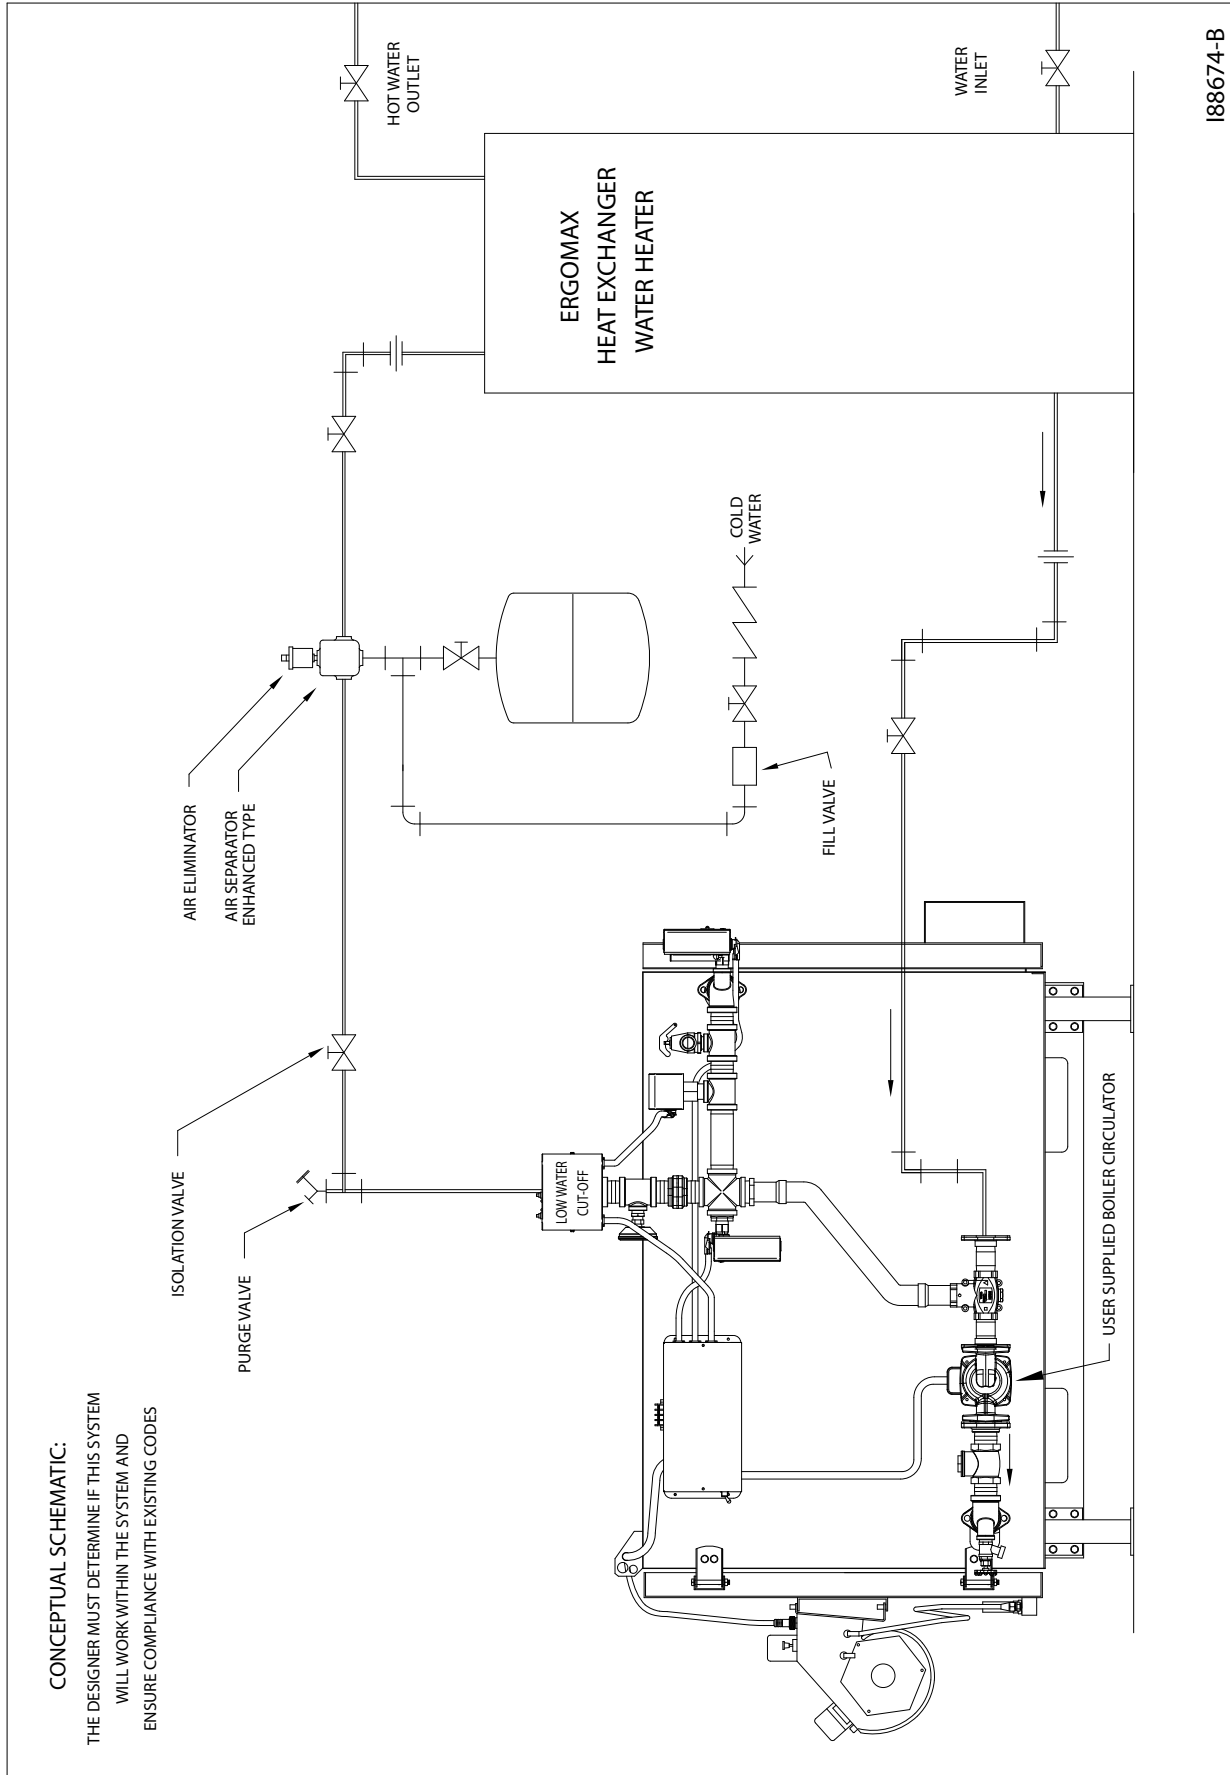 CONCEPTUAL SCHEMATIC:
THE DESIGNER MUST DETERMINE IF THIS SYSTEM
WILL WORK WITHIN THE SYSTEM AND
ENSURE COMPLIANCE WITH EXISTING CODES
PURGE VALVE
ISOLATION VALVE
AIR ELIMINATOR
AIR SEPARATOR
ENHANCED TYPE
HOT WATER
OUTLET
LOW WATER
CUT-OFF
COLD
WATER
FILL VALVE
ERGOMAX
HEAT EXCHANGER
WATER HEATER
WATER
INLET
USER SUPPLIED BOILER CIRCULATOR
I88674-B